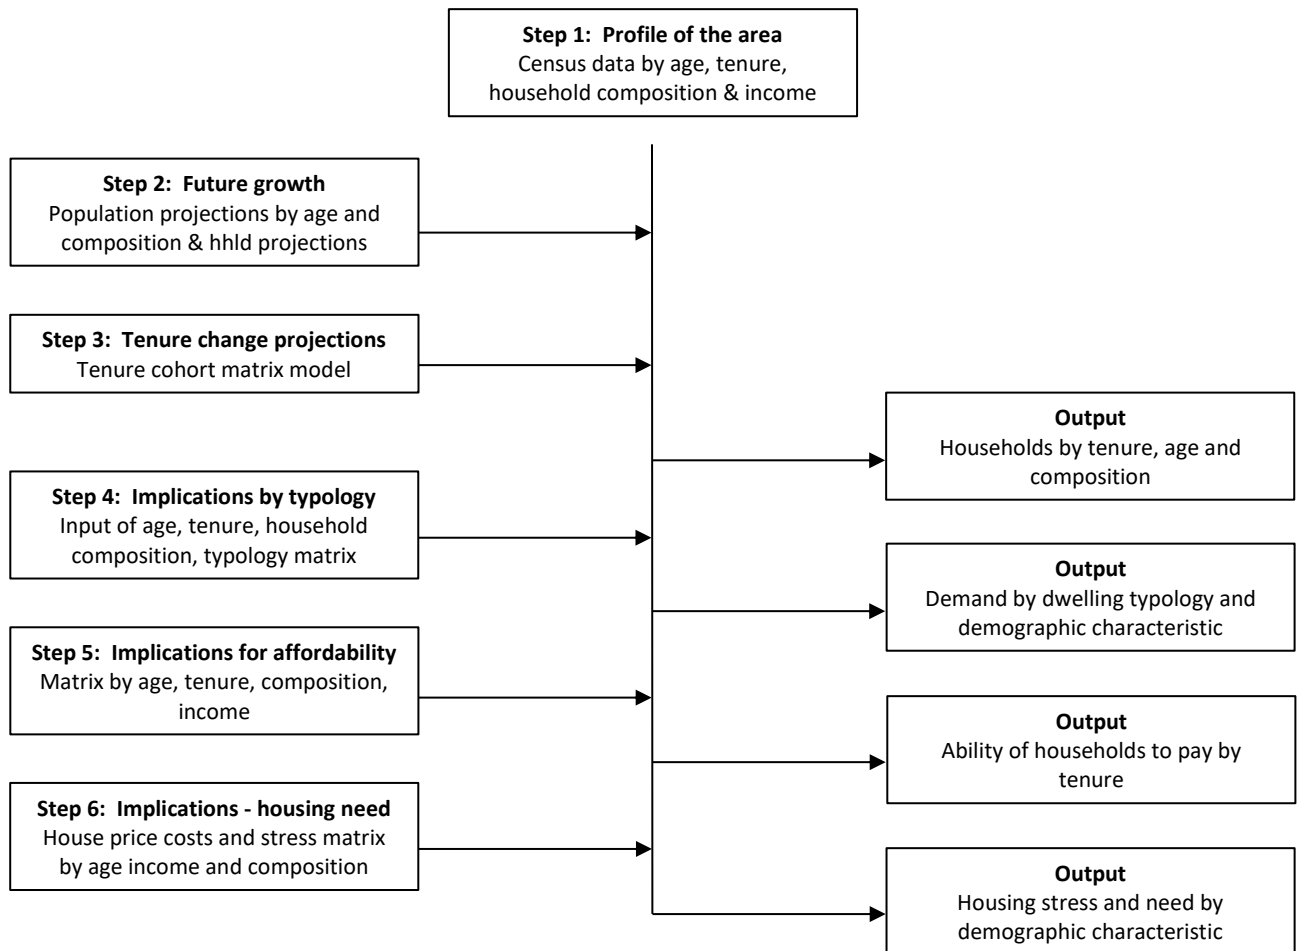 Step 1:  Profile of the area
Census data by age, tenure,
household composition & income
Step 2:  Future growth
Population projections by age and
composition & hhld projections
Step 3:  Tenure change projections
Tenure cohort matrix model
Step 4:  Implications by typology
Input of age, tenure, household
composition, typology matrix
Step 5:  Implications for affordability
Matrix by age, tenure, composition,
income
Step 6:  Implications - housing need
House price costs and stress matrix
by age income and composition
Output
Households by tenure, age and
composition
Output
Demand by dwelling typology and
demographic characteristic
Output
Ability of households to pay by
tenure
Output
Housing stress and need by
demographic characteristic